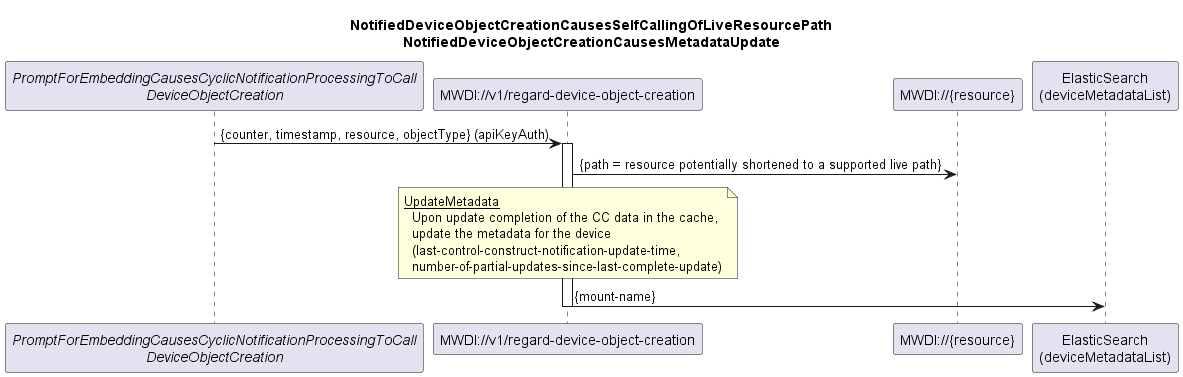 NotifiedDeviceObjectCreationCausesSelfCallingOfLiveResourcePath
NotifiedDeviceObjectCreationCausesMetadataUpdate
PromptForEmbeddingCausesCyclicNotificationProcessingToCall
DeviceObjectCreation
MWDI://v1/regard-device-object-creation
MWDI://{resource}
ElasticSearch
(deviceMetadataList)
{counter, timestamp, resource, objectType} (apiKeyAuth)
{path = resource potentially shortened to a supported live path}
UpdateMetadata
Upon update completion of the CC data in the cache,
update the metadata for the device
(last-control-construct-notification-update-time,
number-of-partial-updates-since-last-complete-update)
{mount-name}
PromptForEmbeddingCausesCyclicNotificationProcessingToCall
DeviceObjectCreation
MWDI://v1/regard-device-object-creation
MWDI://{resource}
ElasticSearch
(deviceMetadataList)